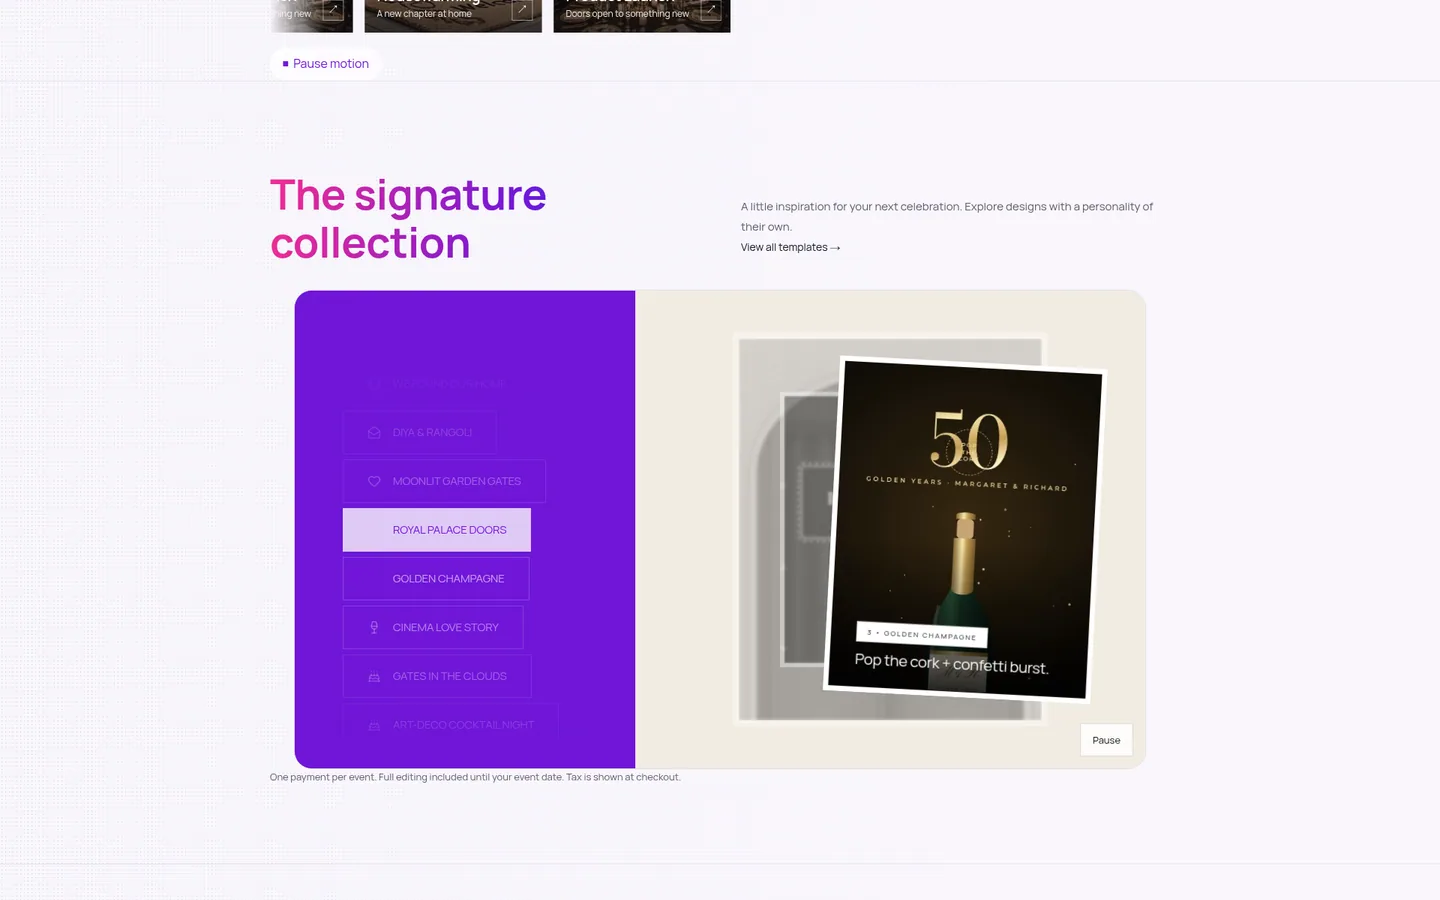 A new chapter at home
Doors open to something new
Pause motion
The signature
collection
A little inspiration for your next celebration. Explore designs with a personality of
their own.
View all templates →
DIYA & RANGOLI
MOONLIT GARDEN GATES
ROYAL PALACE DOORS
GOLDEN CHAMPAGNE
CINEMA LOVE STORY
GATES IN THE CLOUDS
ART-DECO COCKTAIL NIGHT
50
GOLDEN YEARS · MARGARET & RICHARD
3 • GOLDEN CHAMPAGNE
Pop the cork + confetti burst.
Pause
One payment per event. Full editing included until your event date. Tax is shown at checkout.